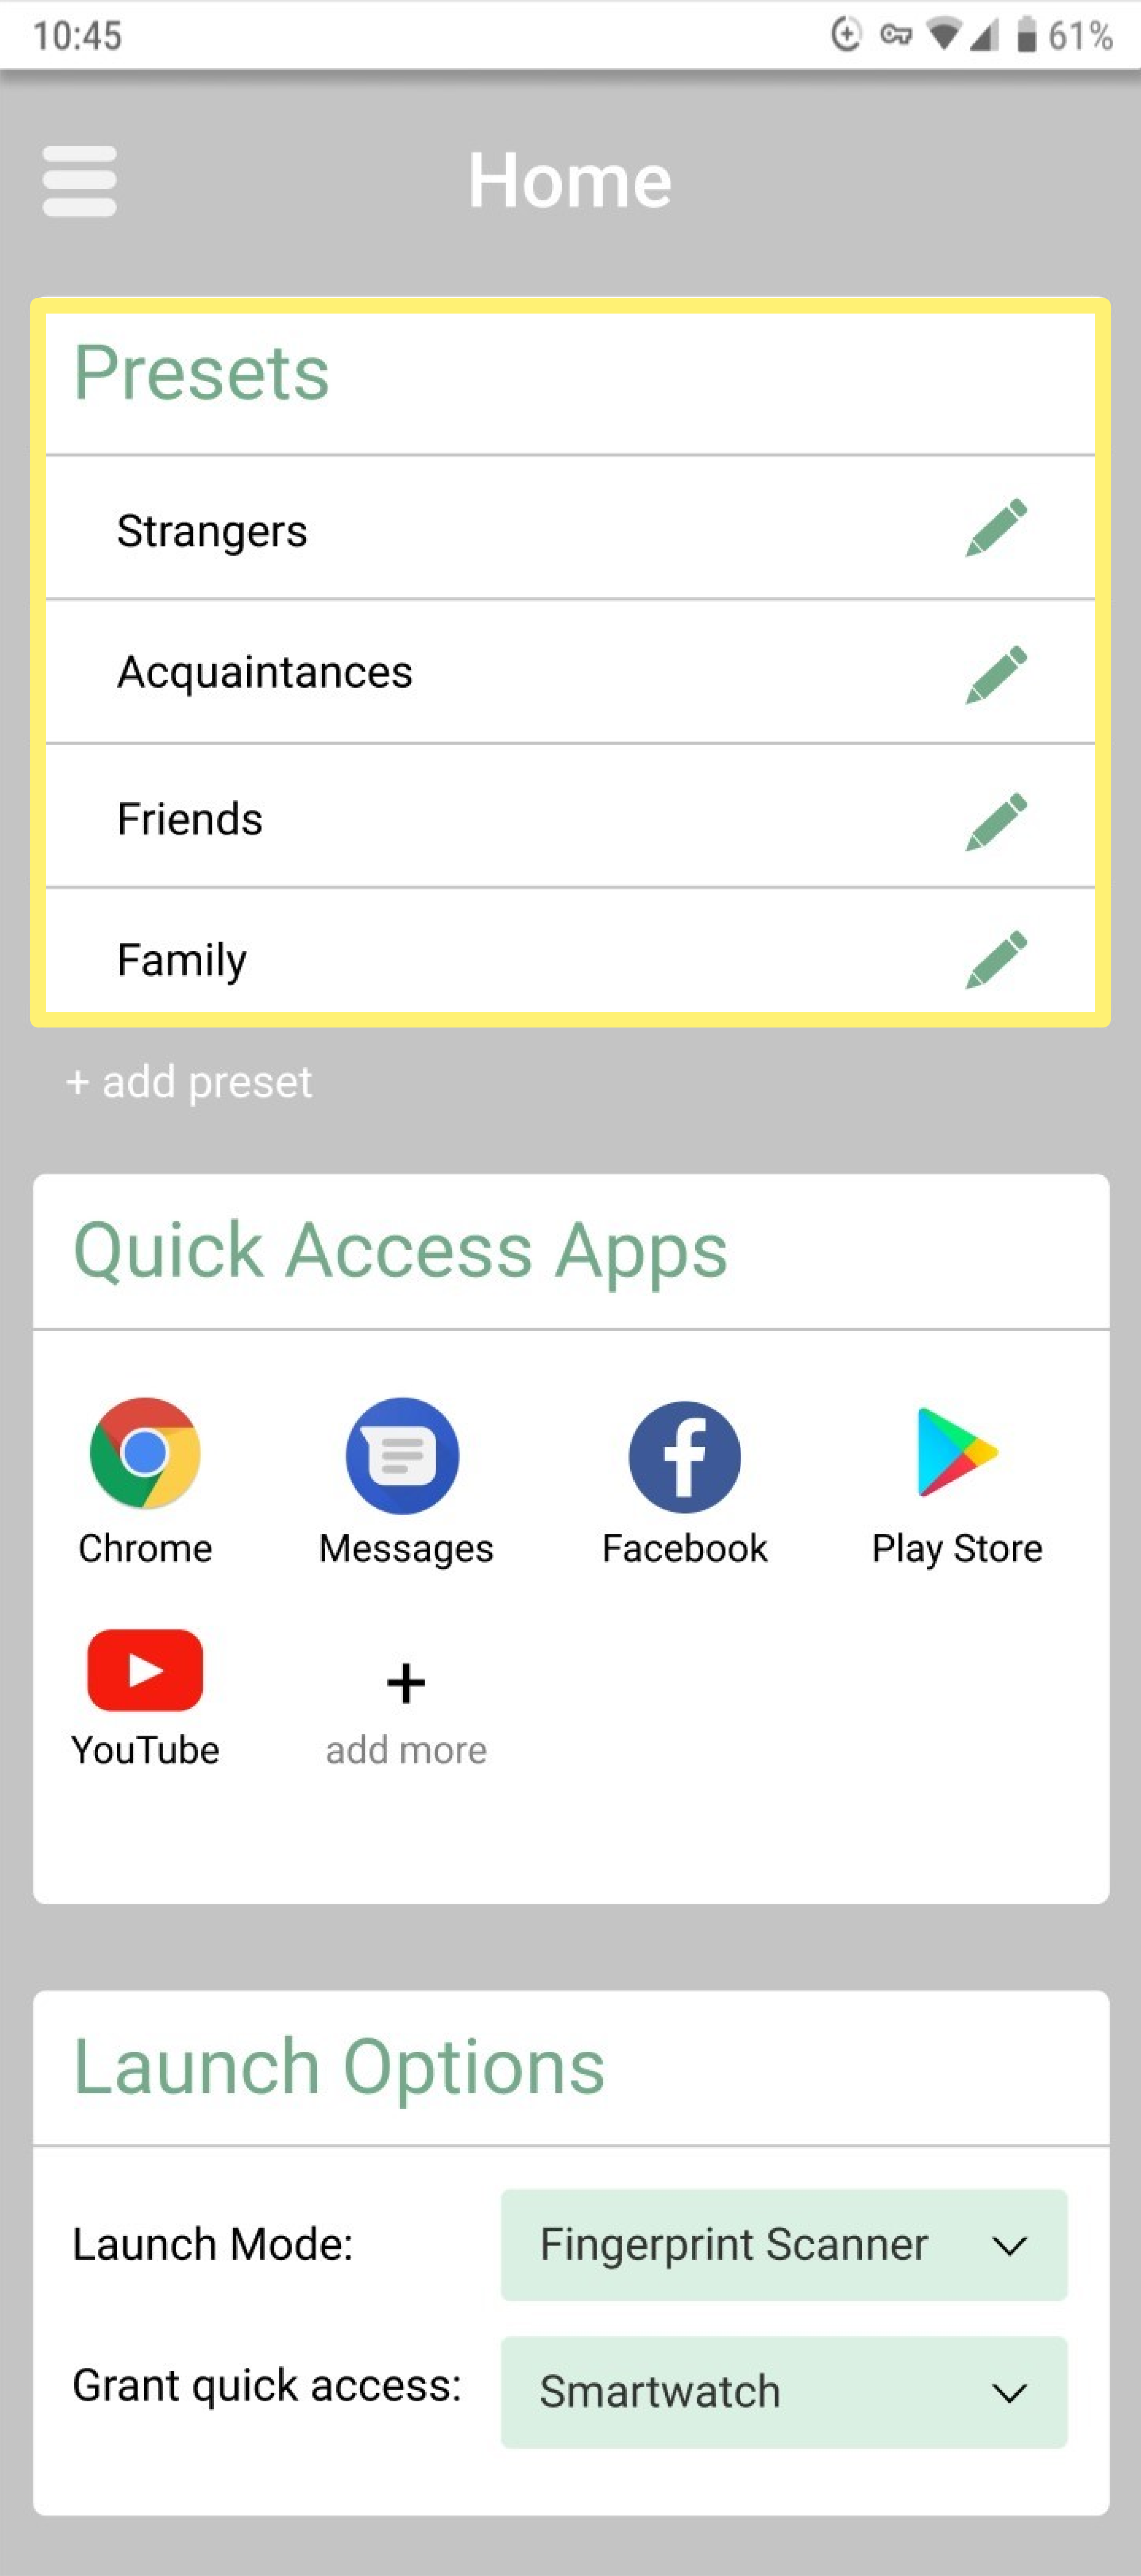 10:45 61%
Home
Presets
Strangers
Acquaintances
Friends
Family
+ add preset
Quick Access Apps
Chrome Messages Facebook Play Store
YouTube + add more
Launch Options
Launch Mode: Fingerprint Scanner
Grant quick access: Smartwatch